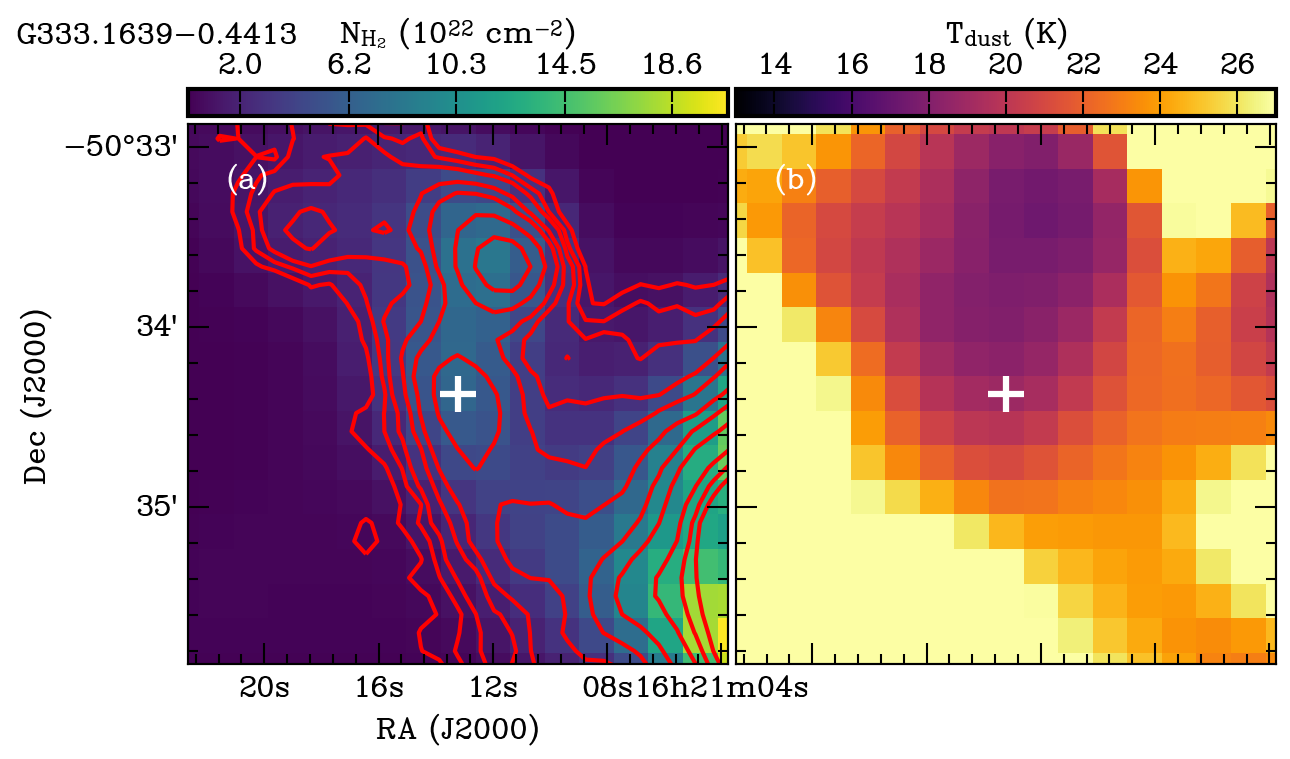 G333.1639−0.4413 N_H₂ (10²² cm⁻²) T_dust (K)
2.0 6.2 10.3 14.5 18.6 14 16 18 20 22 24 26
−50°33'
(a) (b)
34'
35'
Dec (J2000)
20s 16s 12s 08s16h21m04s
RA (J2000)